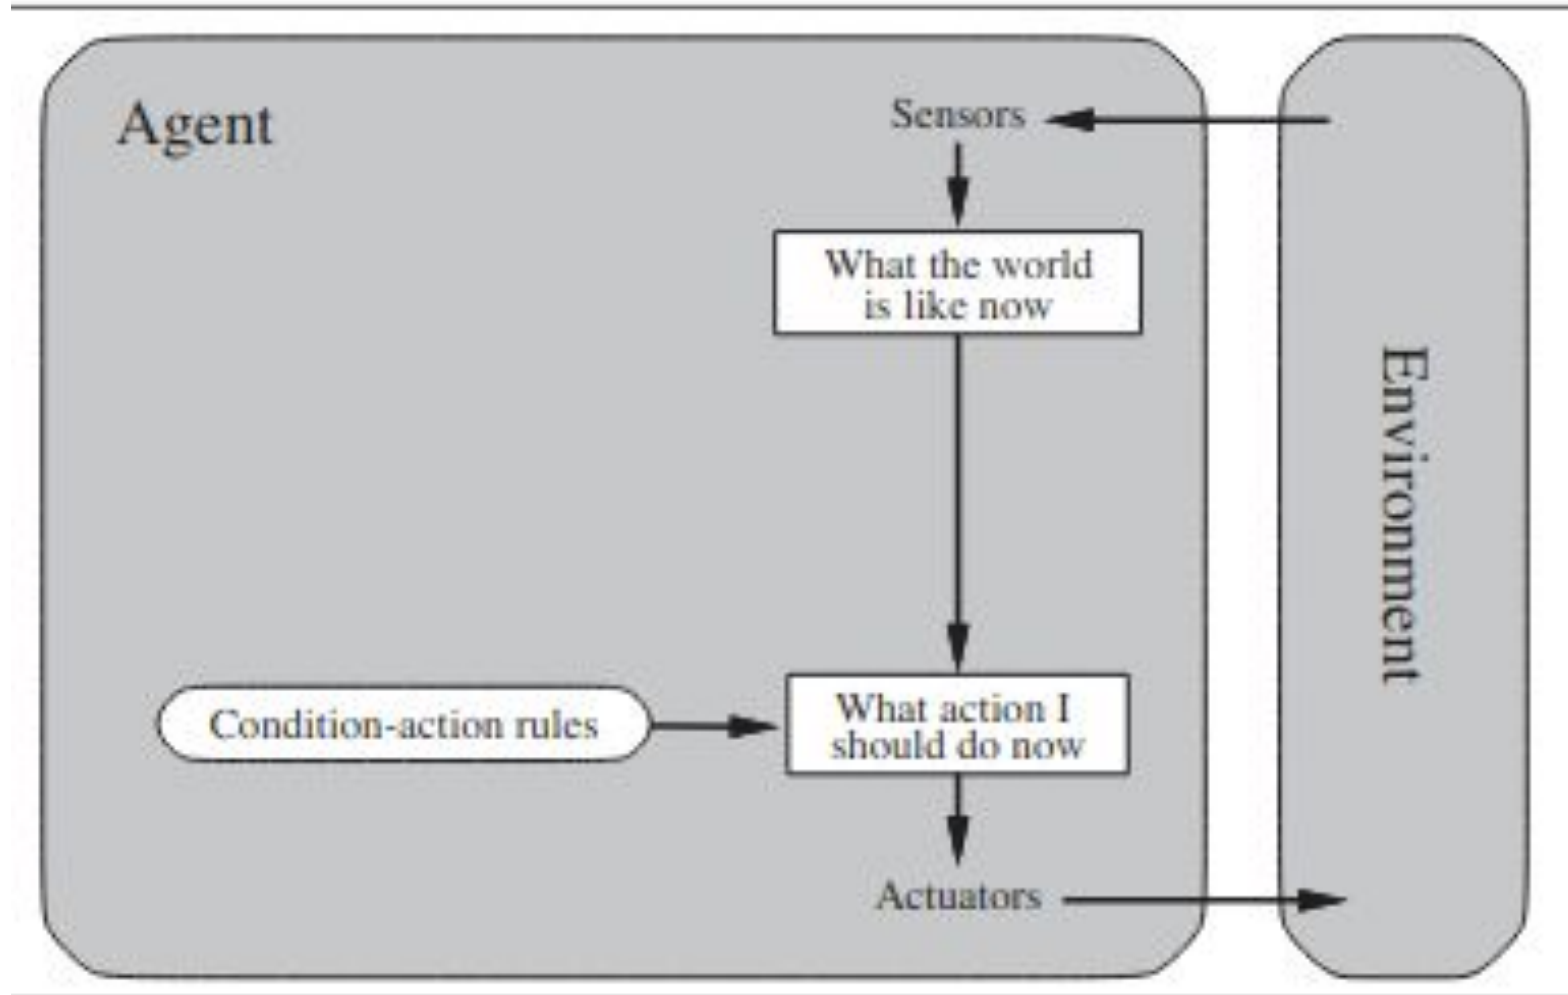 Agent
Sensors
What the world
is like now
Environment
Condition-action rules
What action I
should do now
Actuators